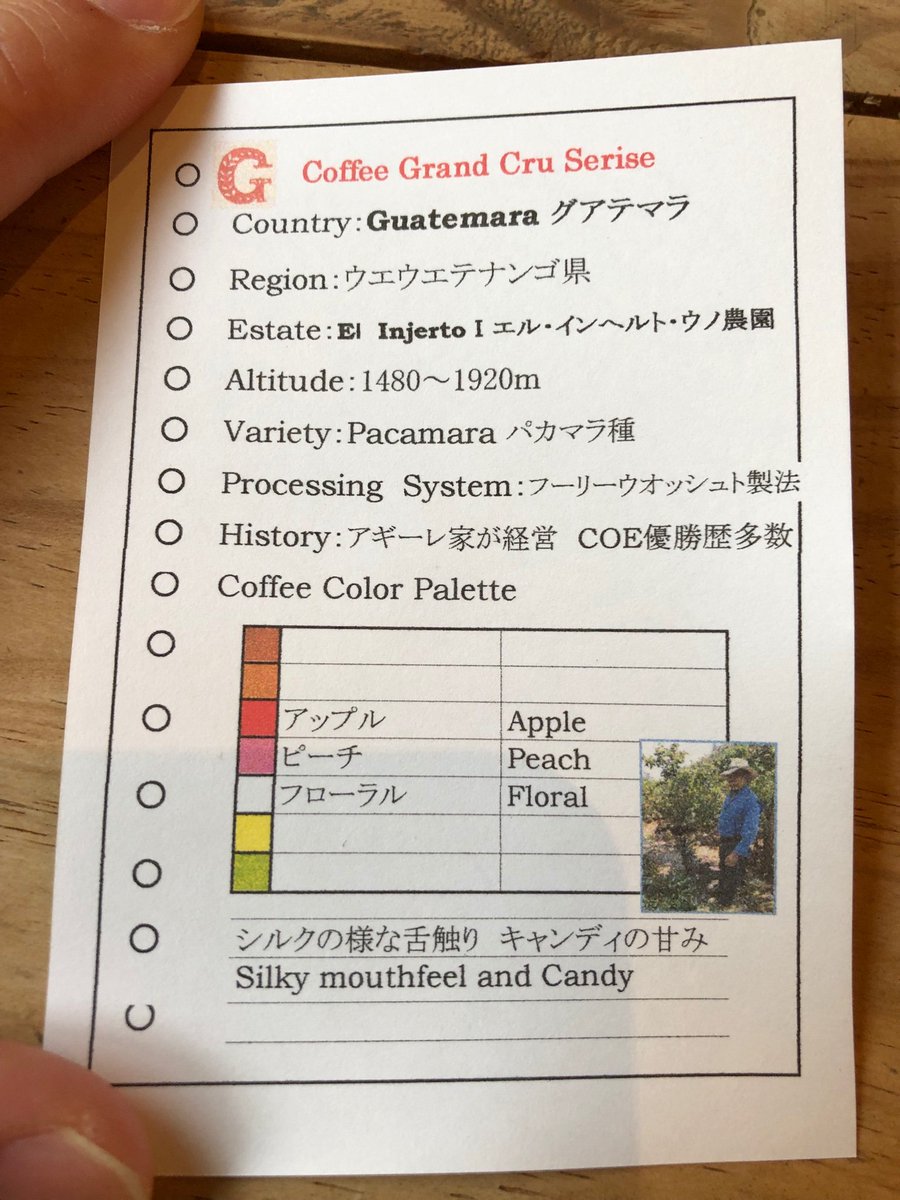 G Coffee Grand Cru Serise
Country:Guatemara グアテマラ
Region:ウエウエテナンゴ県
Estate:El Injerto I エル・インヘルト・ウノ農園
Altitude:1480～1920m
Variety:Pacamara パカマラ種
Processing System:フーリーウオッシュト製法
History:アギーレ家が経営 COE優勝歴多数
Coffee Color Palette
アップル Apple
ピーチ Peach
フローラル Floral
シルクの様な舌触り キャンディの甘み
Silky mouthfeel and Candy